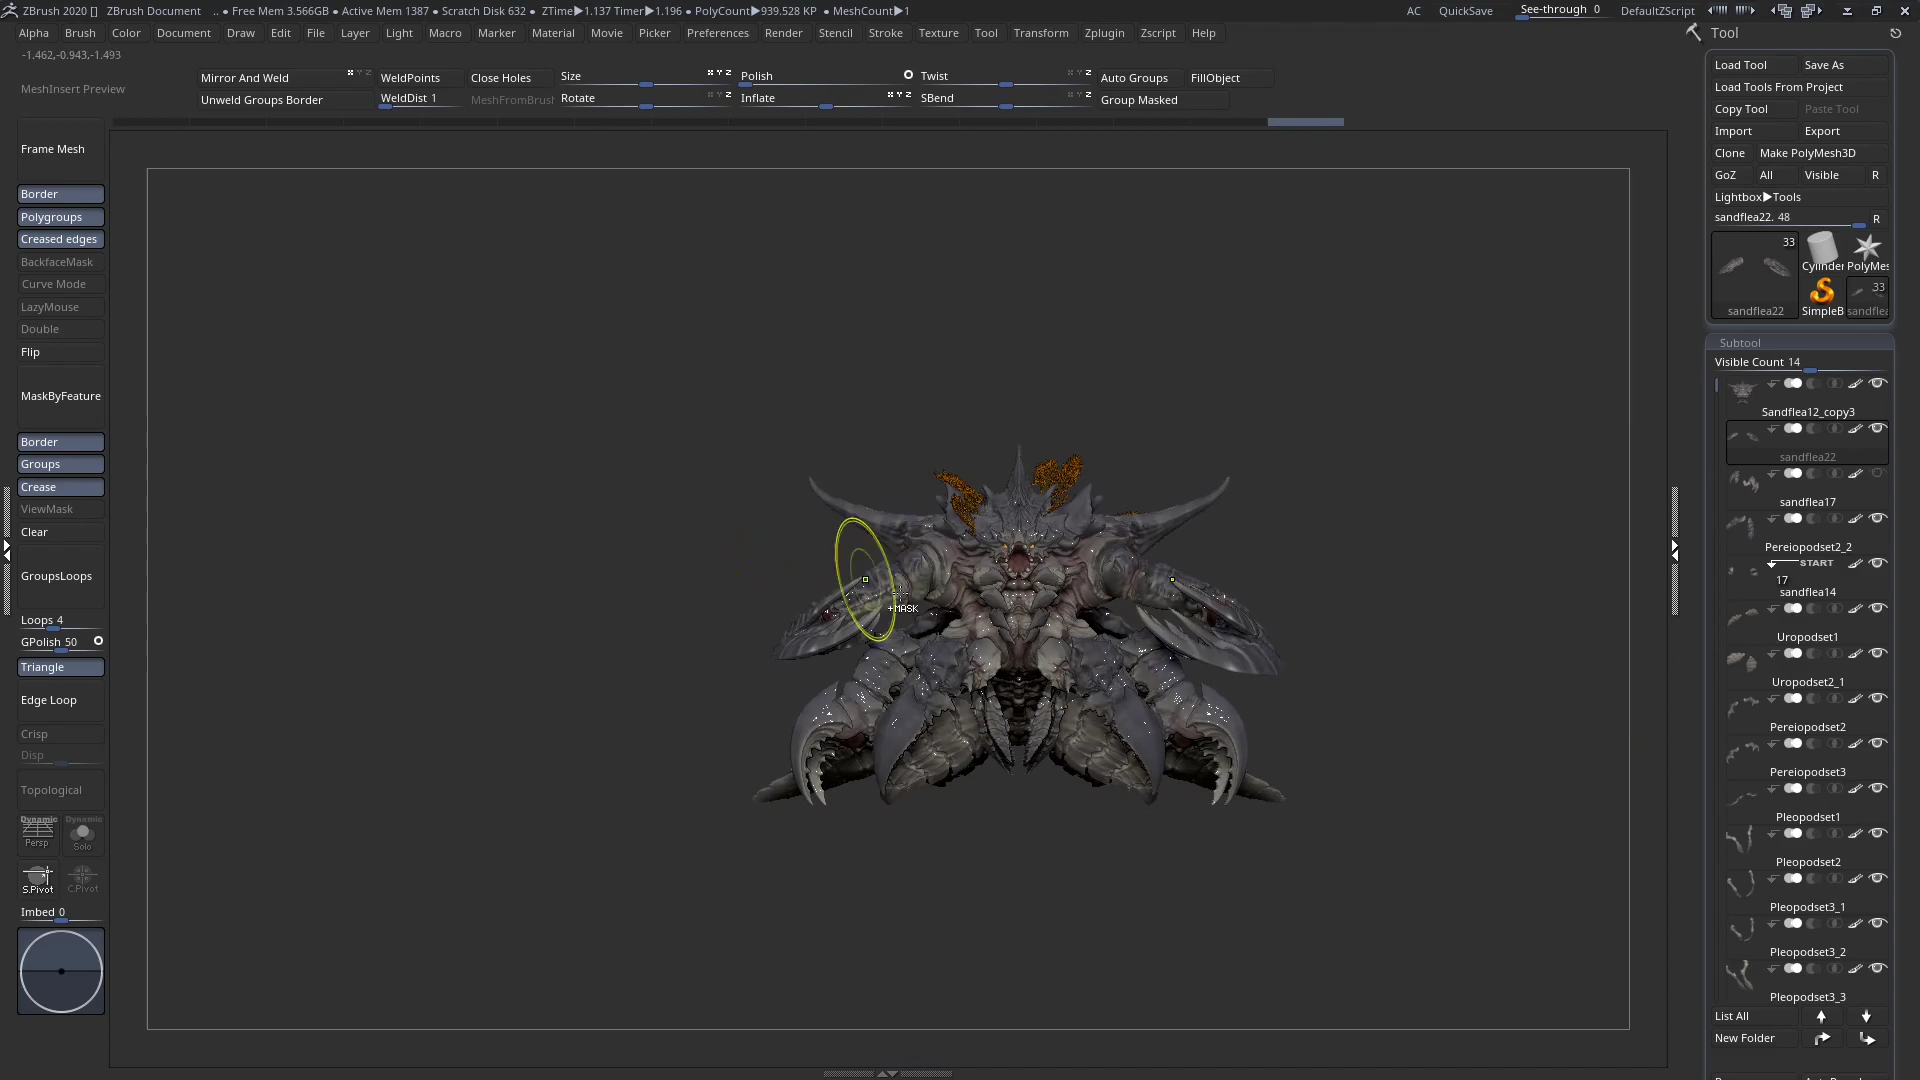 ZBrush 2020 [] ZBrush Document .. ● Free Mem 3.566GB ● Active Mem 1387 ● Scratch Disk 632 ● ZTime▶1.137 Timer▶1.196 ● PolyCount▶939.528 KP ● MeshCount▶1 AC QuickSave See-through 0 DefaultZScript
Alpha Brush Color Document Draw Edit File Layer Light Macro Marker Material Movie Picker Preferences Render Stencil Stroke Texture Tool Transform Zplugin Zscript Help
-1.462,-0.943,-1.493
MeshInsert Preview
Mirror And Weld WeldPoints Close Holes Size Polish Twist Auto Groups FillObject
Unweld Groups Border WeldDist 1 MeshFromBrush Rotate Inflate SBend Group Masked
Frame Mesh
Border
Polygroups
Creased edges
BackfaceMask
Curve Mode
LazyMouse
Double
Flip
MaskByFeature
Border
Groups
Crease
ViewMask
Clear
GroupsLoops
Loops 4
GPolish 50
Triangle
Edge Loop
Crisp
Disp
Topological
Dynamic Dynamic
Persp Solo
S.Pivot C.Pivot
Imbed 0
+MASK
Tool
Load Tool Save As
Load Tools From Project
Copy Tool Paste Tool
Import Export
Clone Make PolyMesh3D
GoZ All Visible R
Lightbox▶Tools
sandflea22. 48 R
33
Cylinder PolyMes
33
sandflea22 SimpleB sandflea
Subtool
Visible Count 14
Sandflea12_copy3
sandflea22
sandflea17
Pereiopodset2_2
START
17
sandflea14
Uropodset1
Uropodset2_1
Pereiopodset2
Pereiopodset3
Pleopodset1
Pleopodset2
Pleopodset3_1
Pleopodset3_2
Pleopodset3_3
List All
New Folder